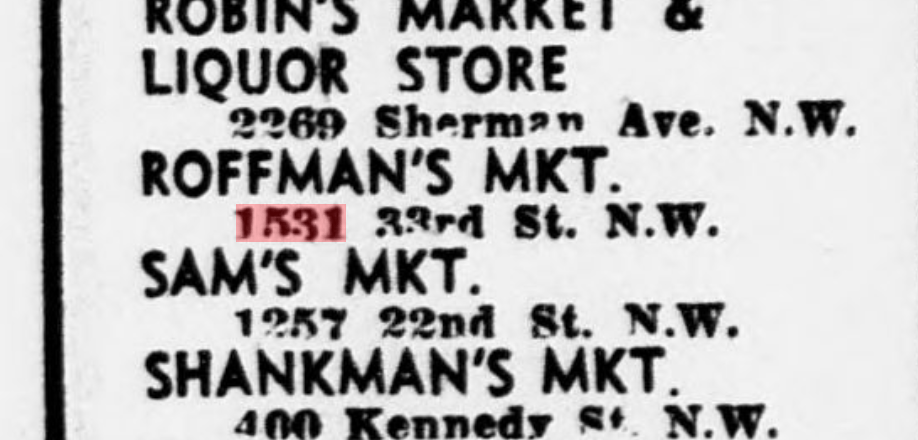 ROBIN'S MARKET &
LIQUOR STORE
2269 Sherman Ave. N.W.
ROFFMAN'S MKT.
1531 33rd St. N.W.
SAM'S MKT.
1257 22nd St. N.W.
SHANKMAN'S MKT.
400 Kennedy St. N.W.